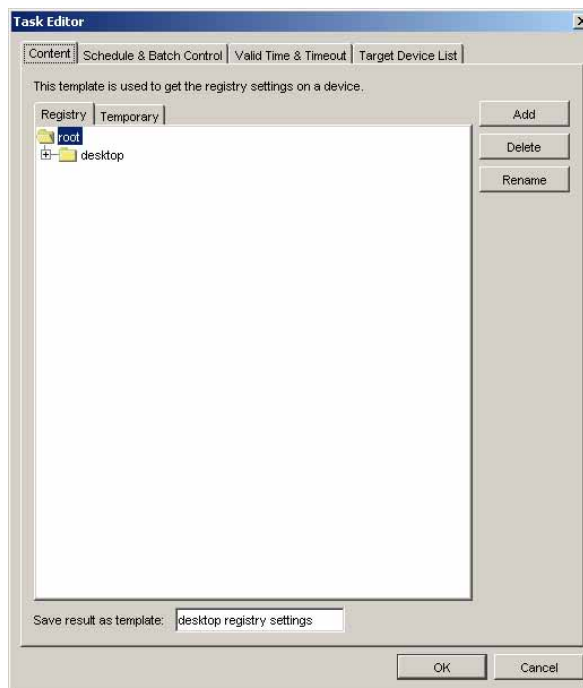 Task Editor
Content Schedule & Batch Control Valid Time & Timeout Target Device List
This template is used to get the registry settings on a device.
Registry Temporary
Add
root
desktop
Delete
Rename
Save result as template: desktop registry settings
OK Cancel